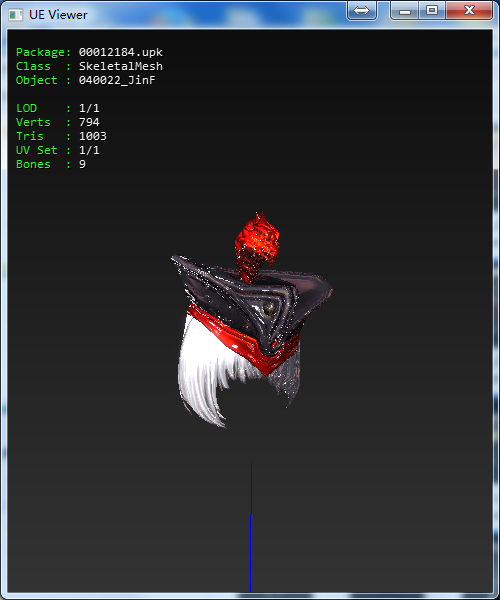 UE Viewer
Package: 00012184.upk
Class : SkeletalMesh
Object : 040022_JinF
LOD : 1/1
Verts : 794
Tris : 1003
UV Set : 1/1
Bones : 9